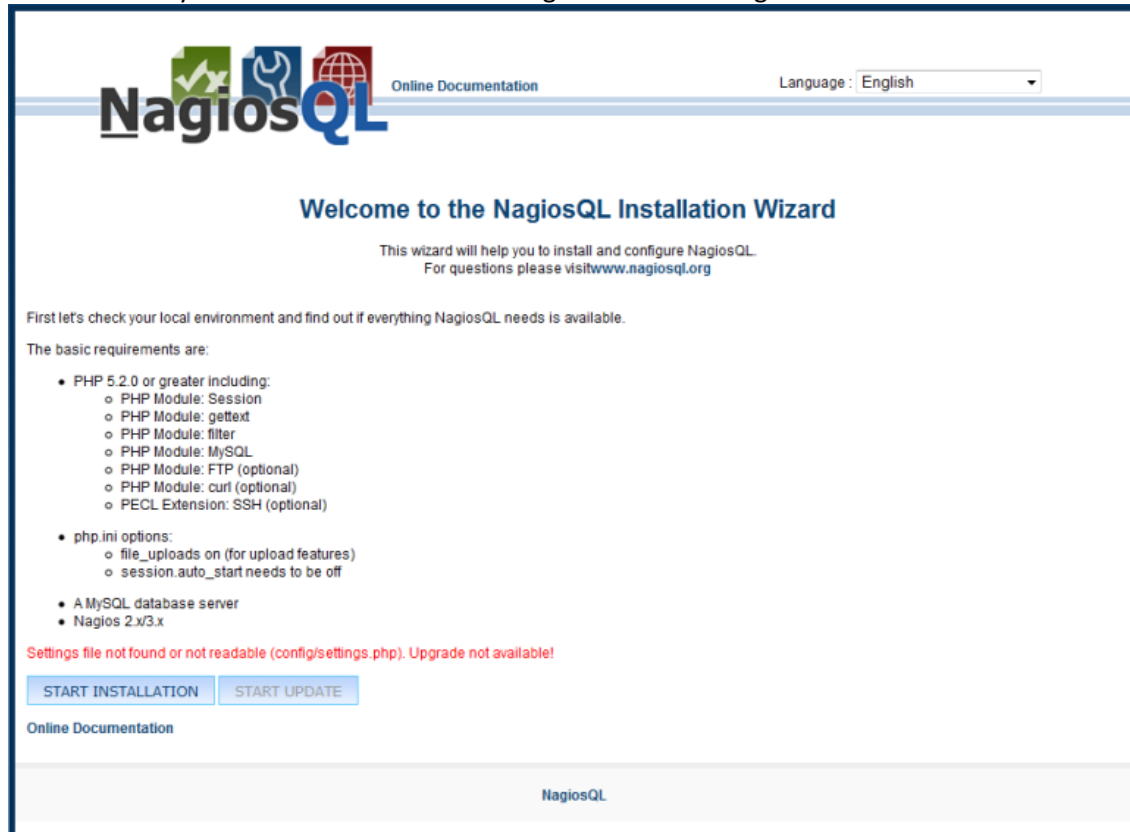 NagiosQL
Online Documentation
Language : English
Welcome to the NagiosQL Installation Wizard
This wizard will help you to install and configure NagiosQL.
For questions please visitwww.nagiosql.org
First let's check your local environment and find out if everything NagiosQL needs is available.
The basic requirements are:
PHP 5.2.0 or greater including:
PHP Module: Session
PHP Module: gettext
PHP Module: filter
PHP Module: MySQL
PHP Module: FTP (optional)
PHP Module: curl (optional)
PECL Extension: SSH (optional)
php.ini options:
file_uploads on (for upload features)
session.auto_start needs to be off
A MySQL database server
Nagios 2.x/3.x
Settings file not found or not readable (config/settings.php). Upgrade not available!
START INSTALLATION START UPDATE
Online Documentation
NagiosQL